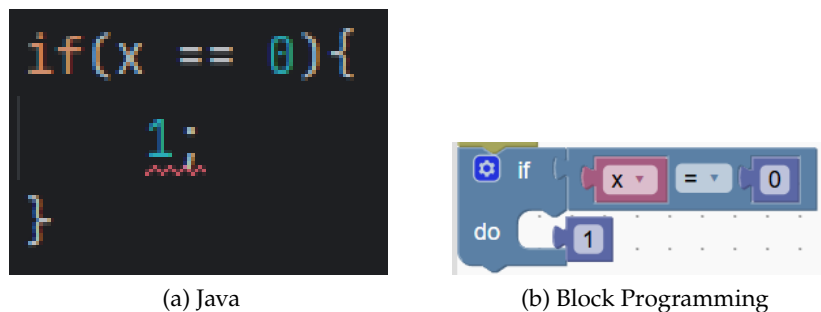 if(x == 0){
1;
}
(a) Java
if x = 0
do 1
(b) Block Programming